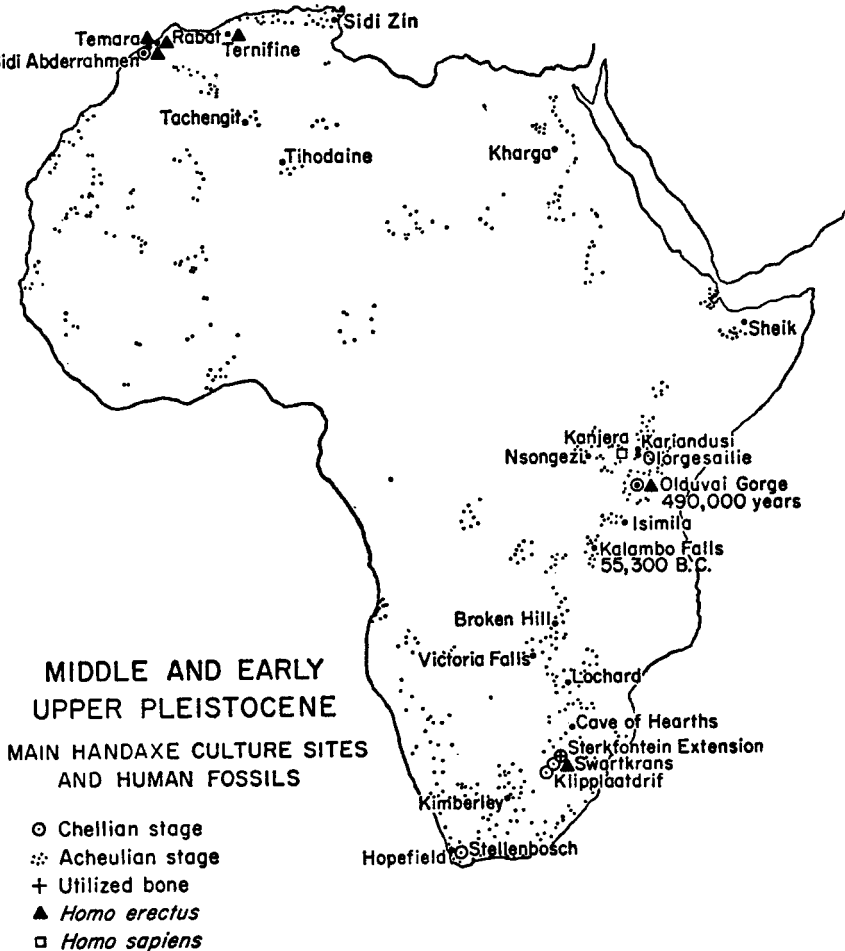 Sidi Zin
Temara
Rabat
Ternifine
idi Abderrahmen
Tachengit
Tihodaine
Kharga
Sheik
Kanjera
Kariandusi
Nsongezi
Olorgesailie
Olduvai Gorge
490,000 years
Isimila
Kalambo Falls
55,300 B.C.
Broken Hill
Victoria Falls
Lochard
Cave of Hearths
Sterkfontein Extension
Swartkrans
Klipplaatdrif
Kimberley
Hopefield
Stellenbosch
MIDDLE AND EARLY
UPPER PLEISTOCENE
MAIN HANDAXE CULTURE SITES
AND HUMAN FOSSILS
Chellian stage
Acheulian stage
Utilized bone
Homo erectus
Homo sapiens